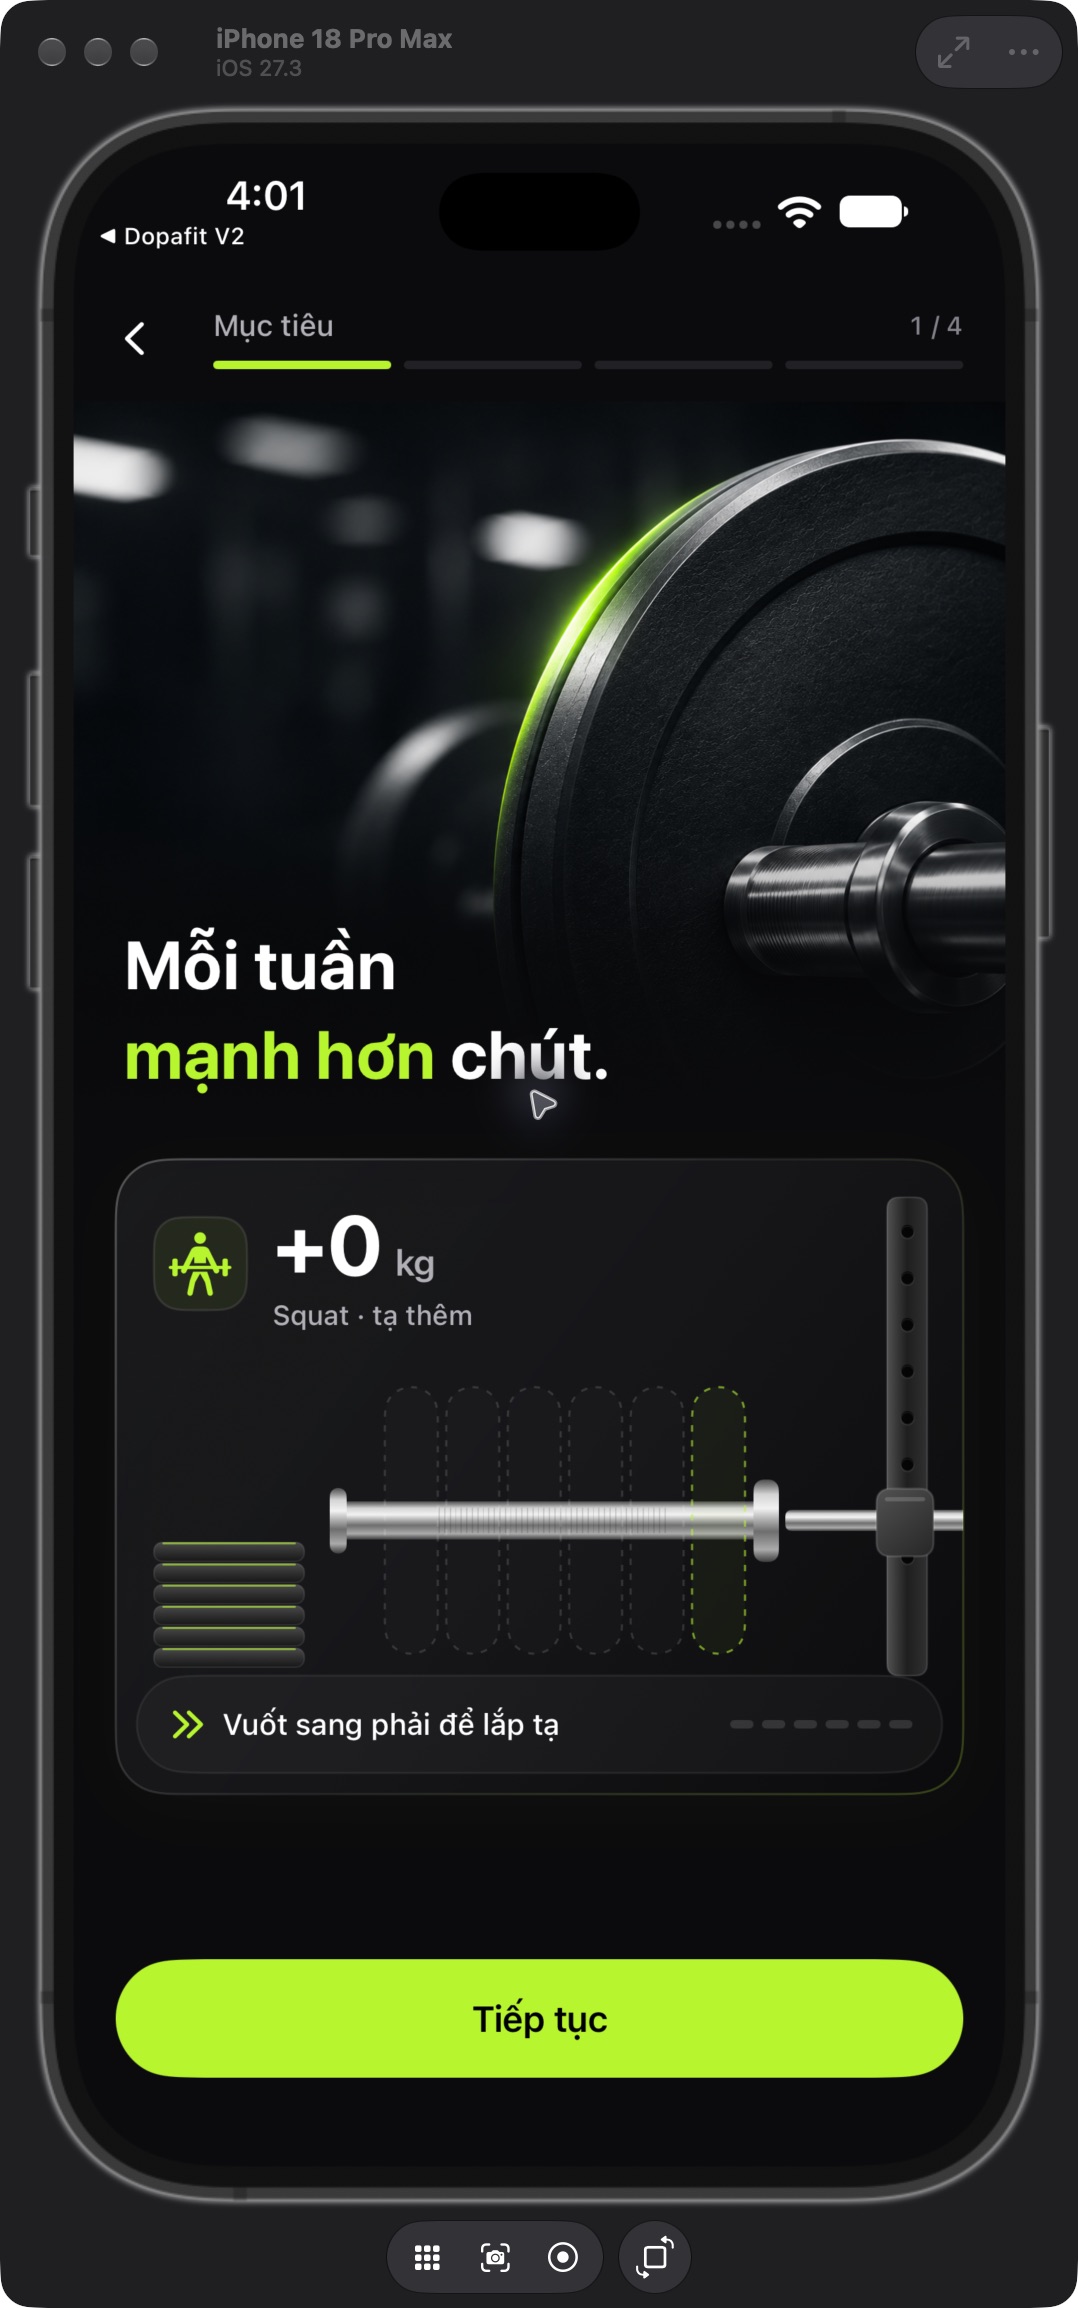 iPhone 18 Pro Max
iOS 27.3
4:01
◀ Dopafit V2
Mục tiêu
1 / 4
Mỗi tuần
mạnh hơn chút.
+0 kg
Squat · tạ thêm
Vuốt sang phải để lắp tạ
Tiếp tục